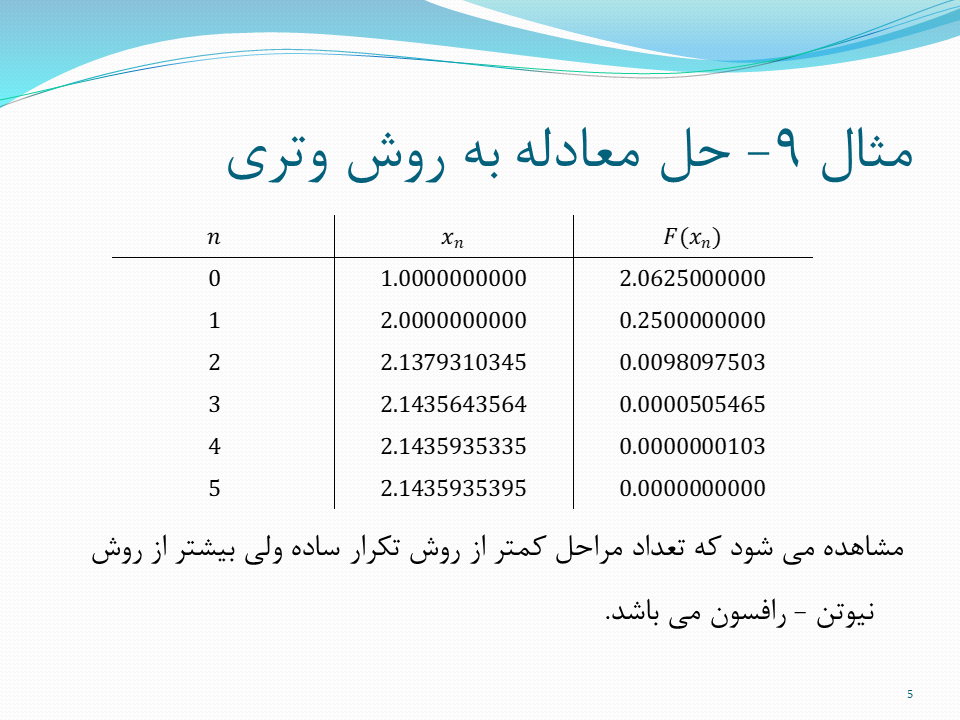 مثال ۹- حل معادله به روش وتری
n x_n F(x_n)
0 1.0000000000 2.0625000000
1 2.0000000000 0.2500000000
2 2.1379310345 0.0098097503
3 2.1435643564 0.0000505465
4 2.1435935335 0.0000000103
5 2.1435935395 0.0000000000
مشاهده می شود که تعداد مراحل کمتر از روش تکرار ساده ولی بیشتر از روش
نیوتن – رافسون می باشد.
5